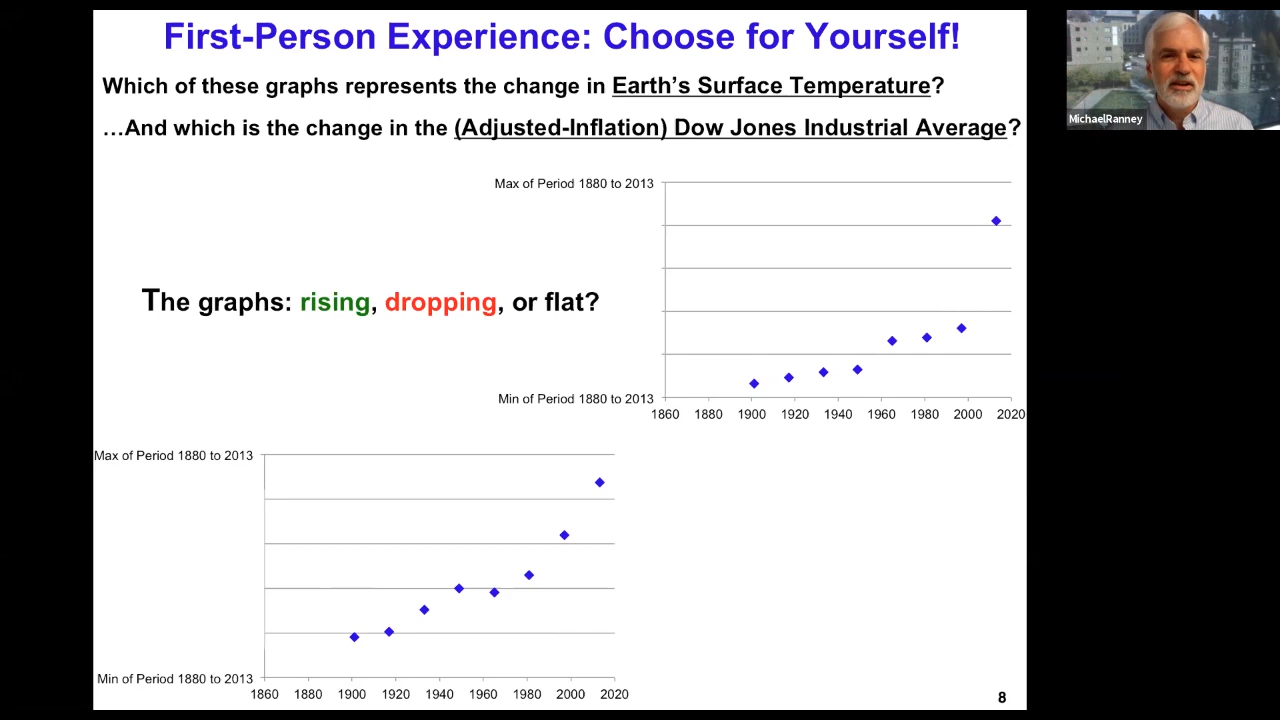 First-Person Experience: Choose for Yourself!
Which of these graphs represents the change in Earth's Surface Temperature?
…And which is the change in the (Adjusted-Inflation) Dow Jones Industrial Average?
MichaelRanney
Max of Period 1880 to 2013
The graphs: rising, dropping, or flat?
Min of Period 1880 to 2013
1860 1880 1900 1920 1940 1960 1980 2000 2020
Max of Period 1880 to 2013
Min of Period 1880 to 2013
1860 1880 1900 1920 1940 1960 1980 2000 2020
8